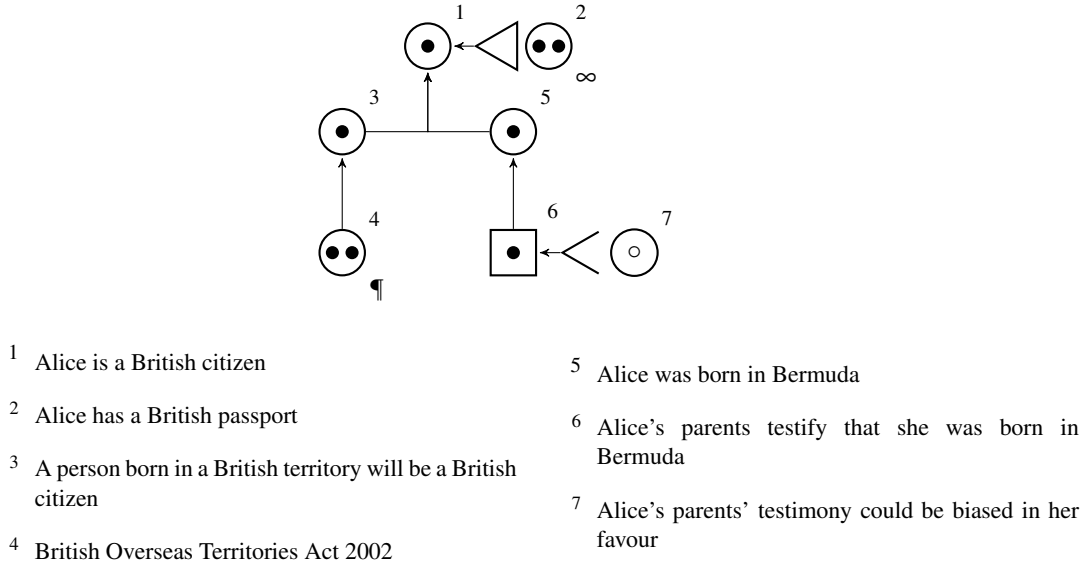 1
2
∞
3
5
4
¶
6
7
1 Alice is a British citizen
2 Alice has a British passport
3 A person born in a British territory will be a British
citizen
4 British Overseas Territories Act 2002
5 Alice was born in Bermuda
6 Alice's parents testify that she was born in
Bermuda
7 Alice's parents' testimony could be biased in her
favour